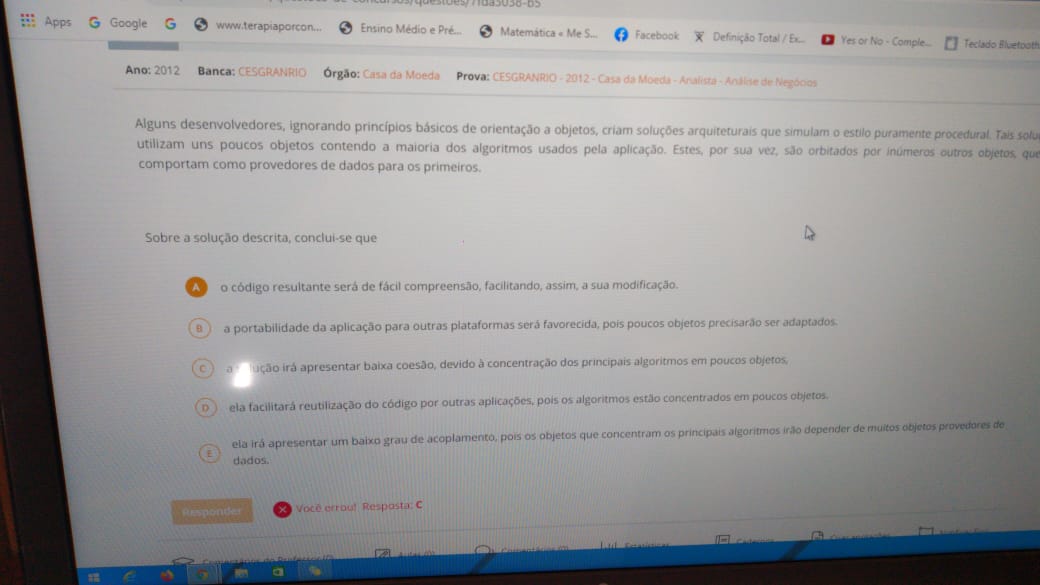 Apps Google www.terapiaporcon... Ensino Médio e Pré... Matemática « Me S... Facebook Definição Total / Ex... Yes or No - Comple... Teclado Bluetooth
Ano: 2012 Banca: CESGRANRIO Órgão: Casa da Moeda Prova: CESGRANRIO - 2012 - Casa da Moeda - Analista - Análise de Negócios
Alguns desenvolvedores, ignorando princípios básicos de orientação a objetos, criam soluções arquiteturais que simulam o estilo puramente procedural. Tais solu
utilizam uns poucos objetos contendo a maioria dos algoritmos usados pela aplicação. Estes, por sua vez, são orbitados por inúmeros outros objetos, que
comportam como provedores de dados para os primeiros.
Sobre a solução descrita, conclui-se que
A o código resultante será de fácil compreensão, facilitando, assim, a sua modificação.
B a portabilidade da aplicação para outras plataformas será favorecida, pois poucos objetos precisarão ser adaptados.
C a solução irá apresentar baixa coesão, devido à concentração dos principais algoritmos em poucos objetos,
D ela facilitará reutilização do código por outras aplicações, pois os algoritmos estão concentrados em poucos objetos.
E ela irá apresentar um baixo grau de acoplamento, pois os objetos que concentram os principais algoritmos irão depender de muitos objetos provedores de
dados.
Responder Você errou! Resposta: C